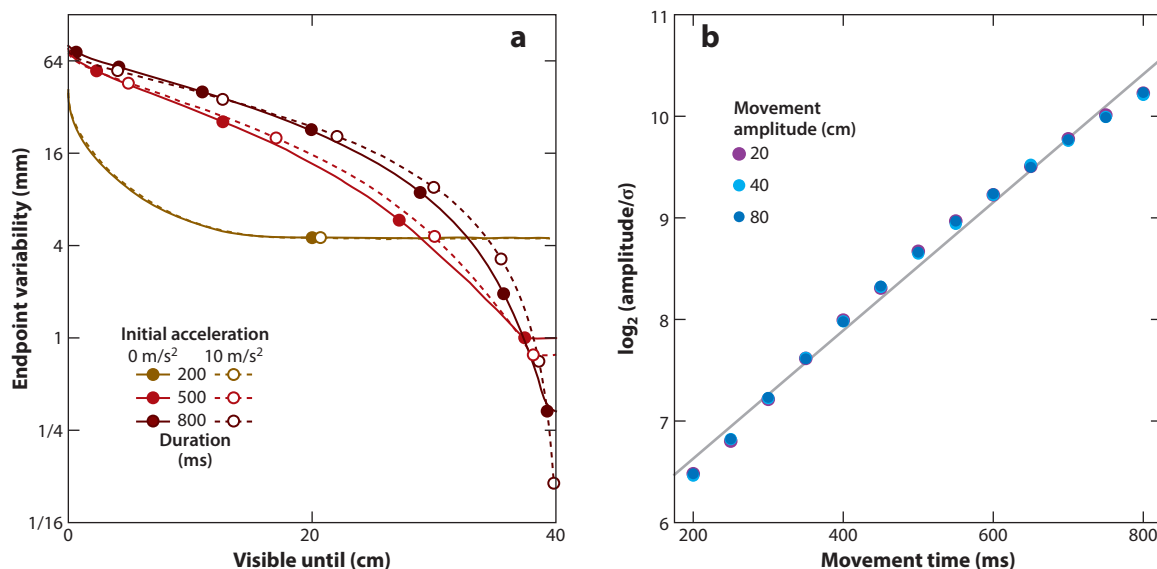 a
64
16
4
1
1/4
1/16
Endpoint variability (mm)
0
20
40
Visible until (cm)
Initial acceleration
0 m/s² 10 m/s²
200
500
800
Duration
(ms)
b
11
10
9
8
7
6
log₂ (amplitude/σ)
200 400 600 800
Movement time (ms)
Movement
amplitude (cm)
20
40
80